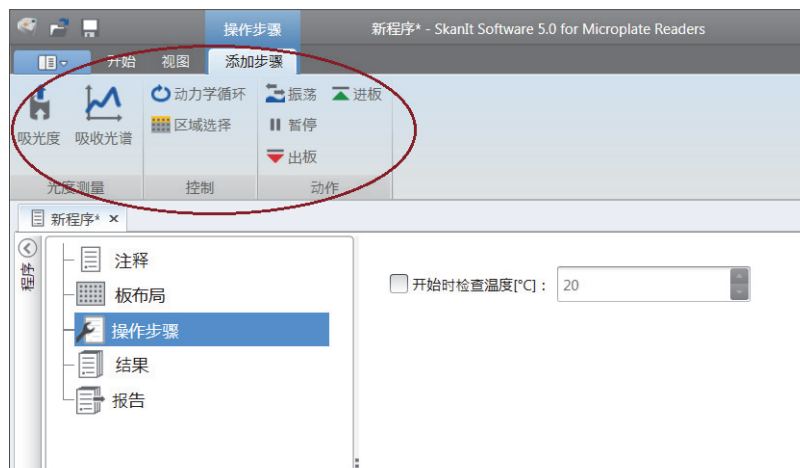 操作步骤
新程序* - SkanIt Software 5.0 for Microplate Readers
开始 视图 添加步骤
吸光度 吸收光谱
动力学循环
区域选择
振荡 进板
暂停
出板
光度测量 控制 动作
新程序* ×
程序
注释
板布局
操作步骤
结果
报告
开始时检查温度[°C]： 20